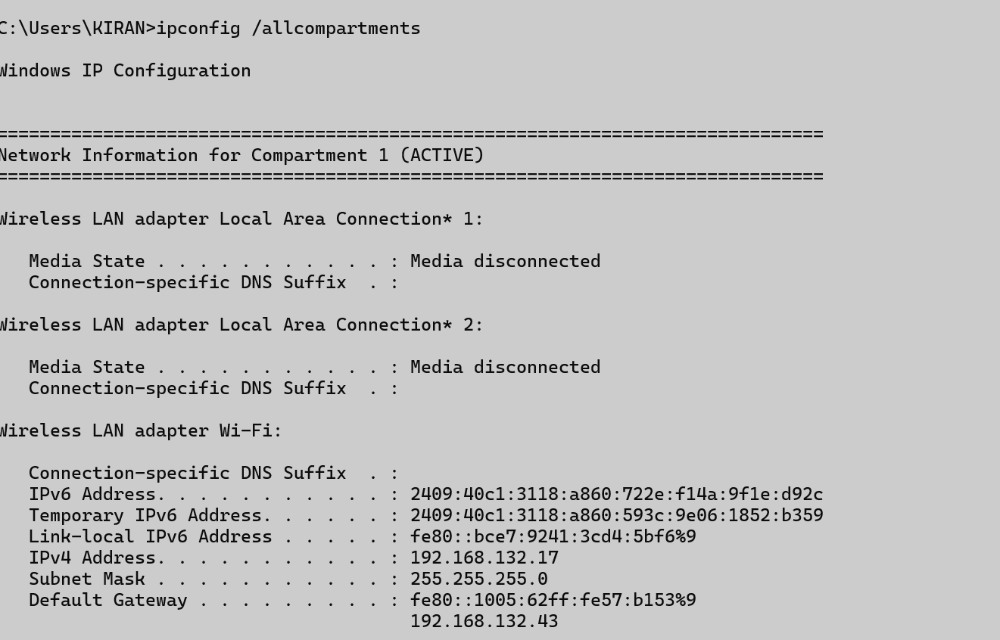 C:\Users\KIRAN>ipconfig /allcompartments
Windows IP Configuration
==============================================================================
Network Information for Compartment 1 (ACTIVE)
==============================================================================
Wireless LAN adapter Local Area Connection* 1:
Media State . . . . . . . . . . . : Media disconnected
Connection-specific DNS Suffix  . :
Wireless LAN adapter Local Area Connection* 2:
Media State . . . . . . . . . . . : Media disconnected
Connection-specific DNS Suffix  . :
Wireless LAN adapter Wi-Fi:
Connection-specific DNS Suffix  . :
IPv6 Address. . . . . . . . . . . : 2409:40c1:3118:a860:722e:f14a:9f1e:d92c
Temporary IPv6 Address. . . . . . : 2409:40c1:3118:a860:593c:9e06:1852:b359
Link-local IPv6 Address . . . . . : fe80::bce7:9241:3cd4:5bf6%9
IPv4 Address. . . . . . . . . . . : 192.168.132.17
Subnet Mask . . . . . . . . . . . : 255.255.255.0
Default Gateway . . . . . . . . . : fe80::1005:62ff:fe57:b153%9
192.168.132.43